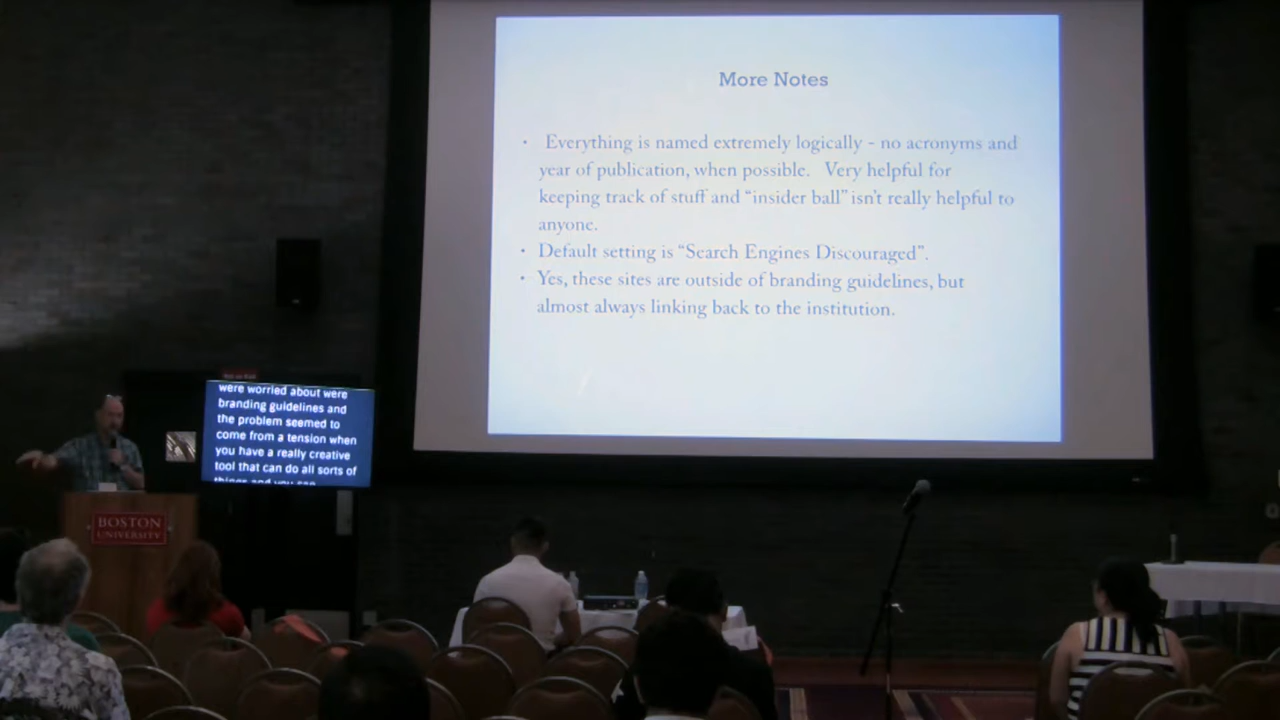 More Notes
• Everything is named extremely logically - no acronyms and
year of publication, when possible. Very helpful for
keeping track of stuff and “insider ball” isn't really helpful to
anyone.
• Default setting is “Search Engines Discouraged”.
• Yes, these sites are outside of branding guidelines, but
almost always linking back to the institution.
were worried about were
branding guidelines and
the problem seemed to
come from a tension when
you have a really creative
tool that can do all sorts of
things and you can
BOSTON
UNIVERSITY